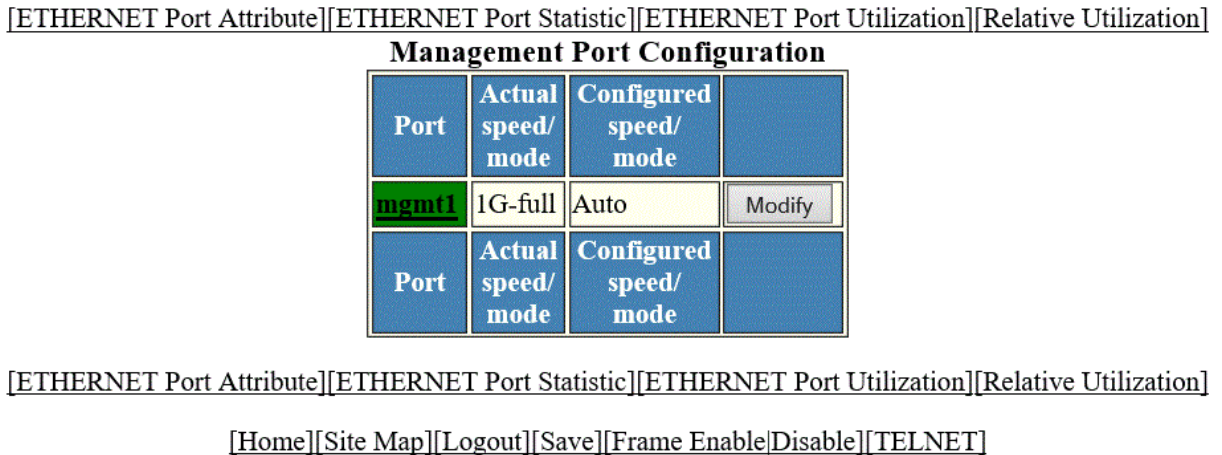 [ETHERNET Port Attribute][ETHERNET Port Statistic][ETHERNET Port Utilization][Relative Utilization]
Management Port Configuration
Port Actual speed/ mode Configured speed/ mode
mgmt1 1G-full Auto Modify
Port Actual speed/ mode Configured speed/ mode
[ETHERNET Port Attribute][ETHERNET Port Statistic][ETHERNET Port Utilization][Relative Utilization]
[Home][Site Map][Logout][Save][Frame Enable|Disable][TELNET]